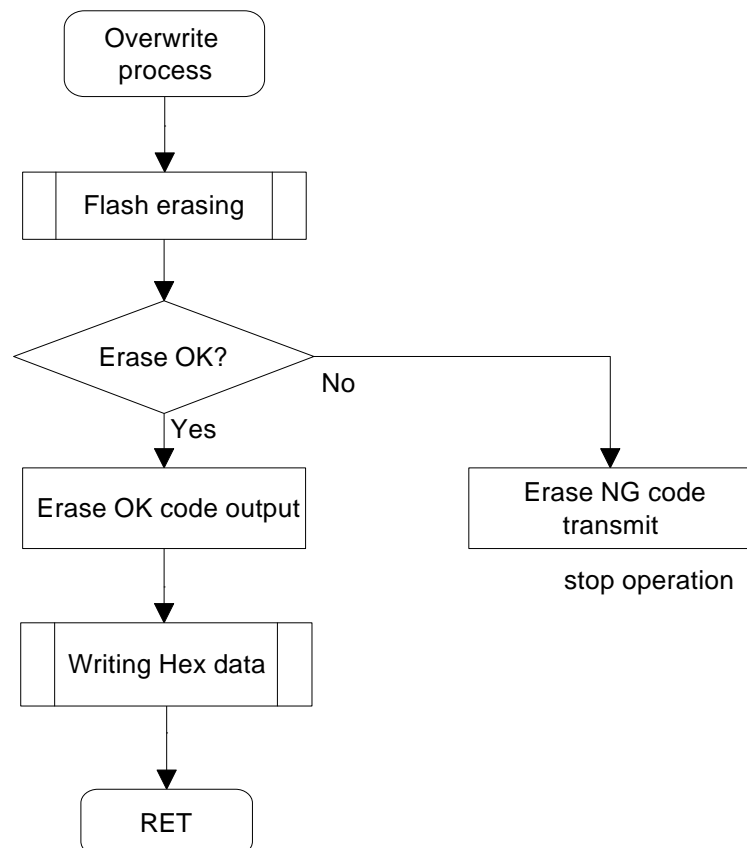 Overwrite
process
Flash erasing
Erase OK?
No
Yes
Erase OK code output
Erase NG code
transmit
stop operation
Writing Hex data
RET